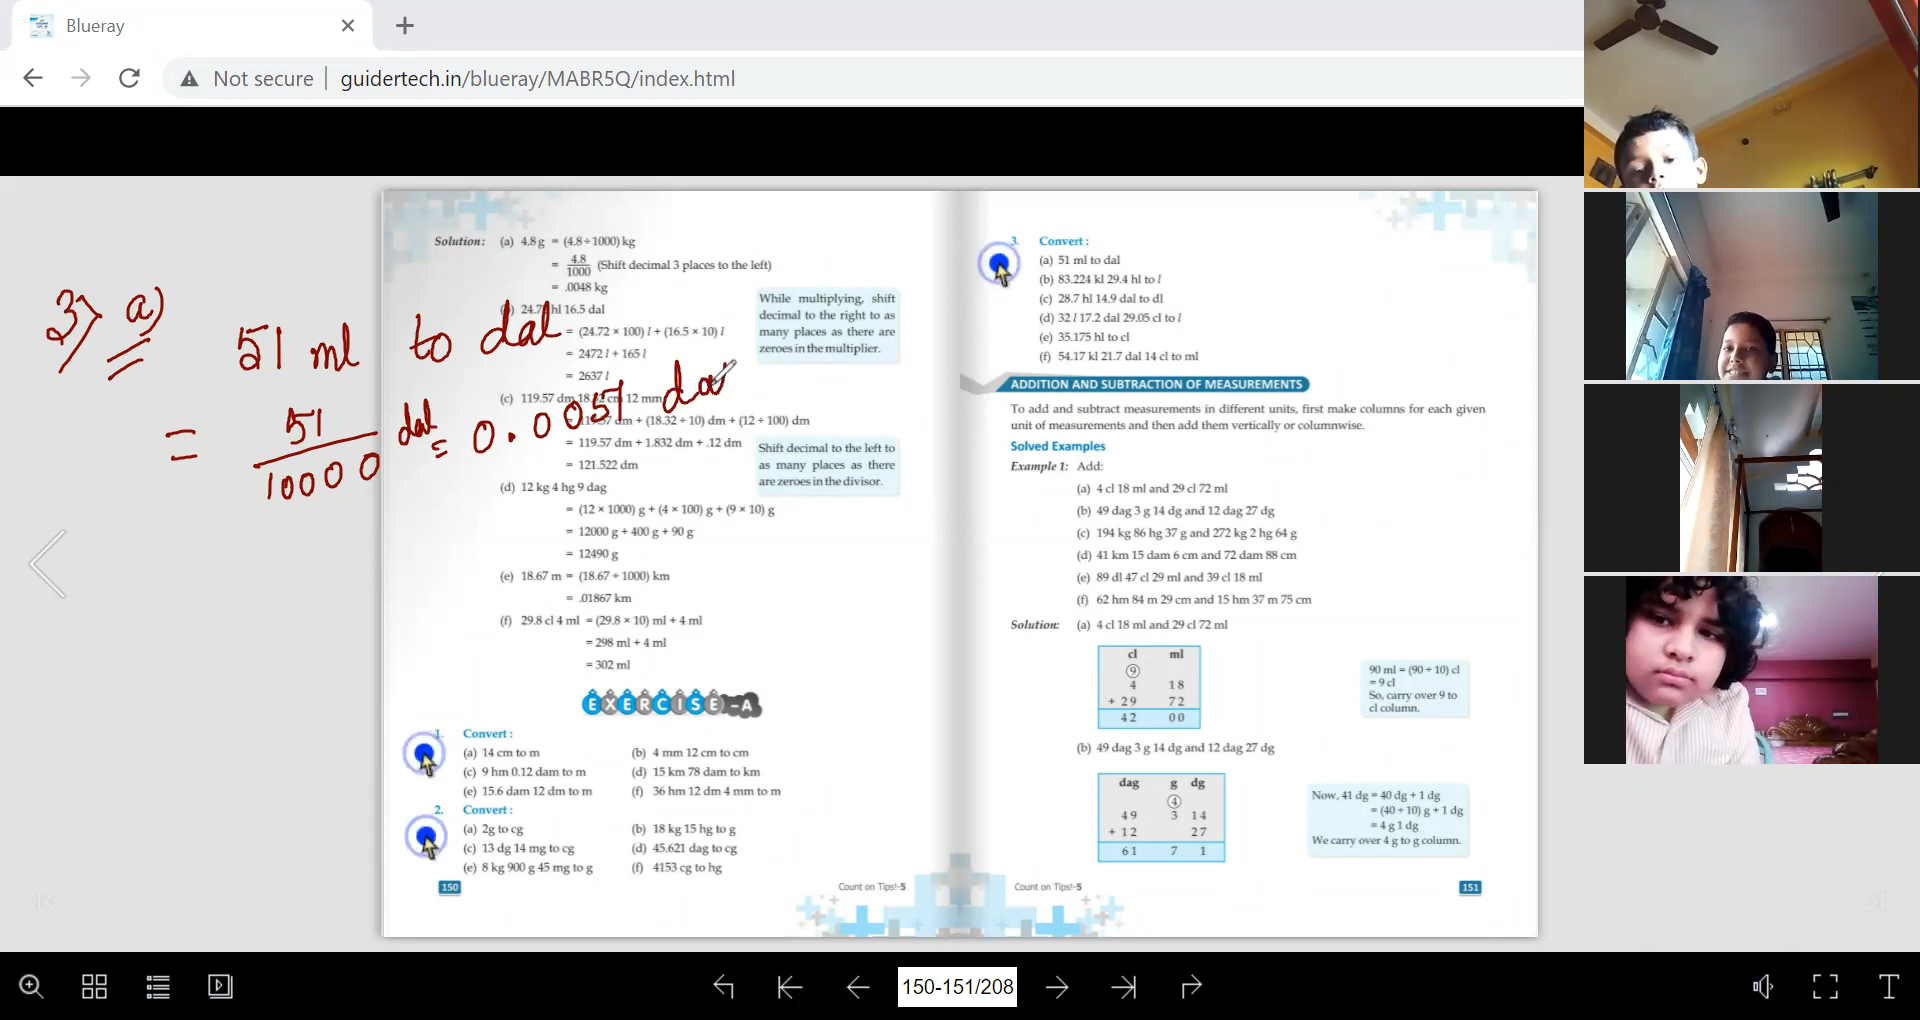 Blueray
Not secure guidertech.in/blueray/MABR5Q/index.html
3) a)
51 ml to dal
= 51/10000 dal = 0.0051 da
Solution: (a) 4.8 g = (4.8÷1000) kg
= 4.8/1000 (Shift decimal 3 places to the left)
= .0048 kg
hl 16.5 dal
= (24.72 × 100) l + (16.5 × 10) l
= 2472 l + 165 l
= 2637 l
While multiplying, shift
decimal to the right to as
many places as there are
zeroes in the multiplier.
(c) 119.57 dm 18.32 cm 12 mm
dm + (18.32 ÷ 10) dm + (12 ÷ 100) dm
= 119.57 dm + 1.832 dm + .12 dm
= 121.522 dm
Shift decimal to the left to
as many places as there
are zeroes in the divisor.
(d) 12 kg 4 hg 9 dag
= (12 × 1000) g + (4 × 100) g + (9 × 10) g
= 12000 g + 400 g + 90 g
= 12490 g
(e) 18.67 m = (18.67 ÷ 1000) km
= .01867 km
(f) 29.8 cl 4 ml = (29.8 × 10) ml + 4 ml
= 298 ml + 4 ml
= 302 ml
EXERCISE-A
1. Convert :
(a) 14 cm to m (b) 4 mm 12 cm to cm
(c) 9 hm 0.12 dam to m (d) 15 km 78 dam to km
(e) 15.6 dam 12 dm to m (f) 36 hm 12 dm 4 mm to m
2. Convert :
(a) 2g to cg (b) 18 kg 15 hg to g
(c) 13 dg 14 mg to cg (d) 45.621 dag to cg
(e) 8 kg 900 g 45 mg to g (f) 4153 cg to hg
150 Count on Tips!-5
3. Convert :
(a) 51 ml to dal
(b) 83.224 kl 29.4 hl to l
(c) 28.7 hl 14.9 dal to dl
(d) 32 l 17.2 dal 29.05 cl to l
(e) 35.175 hl to cl
(f) 54.17 kl 21.7 dal 14 cl to ml
ADDITION AND SUBTRACTION OF MEASUREMENTS
To add and subtract measurements in different units, first make columns for each given
unit of measurements and then add them vertically or columnwise.
Solved Examples
Example 1: Add:
(a) 4 cl 18 ml and 29 cl 72 ml
(b) 49 dag 3 g 14 dg and 12 dag 27 dg
(c) 194 kg 86 hg 37 g and 272 kg 2 hg 64 g
(d) 41 km 15 dam 6 cm and 72 dam 88 cm
(e) 89 dl 47 cl 29 ml and 39 cl 18 ml
(f) 62 hm 84 m 29 cm and 15 hm 37 m 75 cm
Solution: (a) 4 cl 18 ml and 29 cl 72 ml
cl ml
9
4 18
+ 29 72
42 00
90 ml = (90 ÷ 10) cl
= 9 cl
So, carry over 9 to
cl column.
(b) 49 dag 3 g 14 dg and 12 dag 27 dg
dag g dg
4
49 3 14
+ 12 27
61 7 1
Now, 41 dg = 40 dg + 1 dg
= (40 ÷ 10) g + 1 dg
= 4 g 1 dg
We carry over 4 g to g column.
Count on Tips!-5 151
150-151/208
T